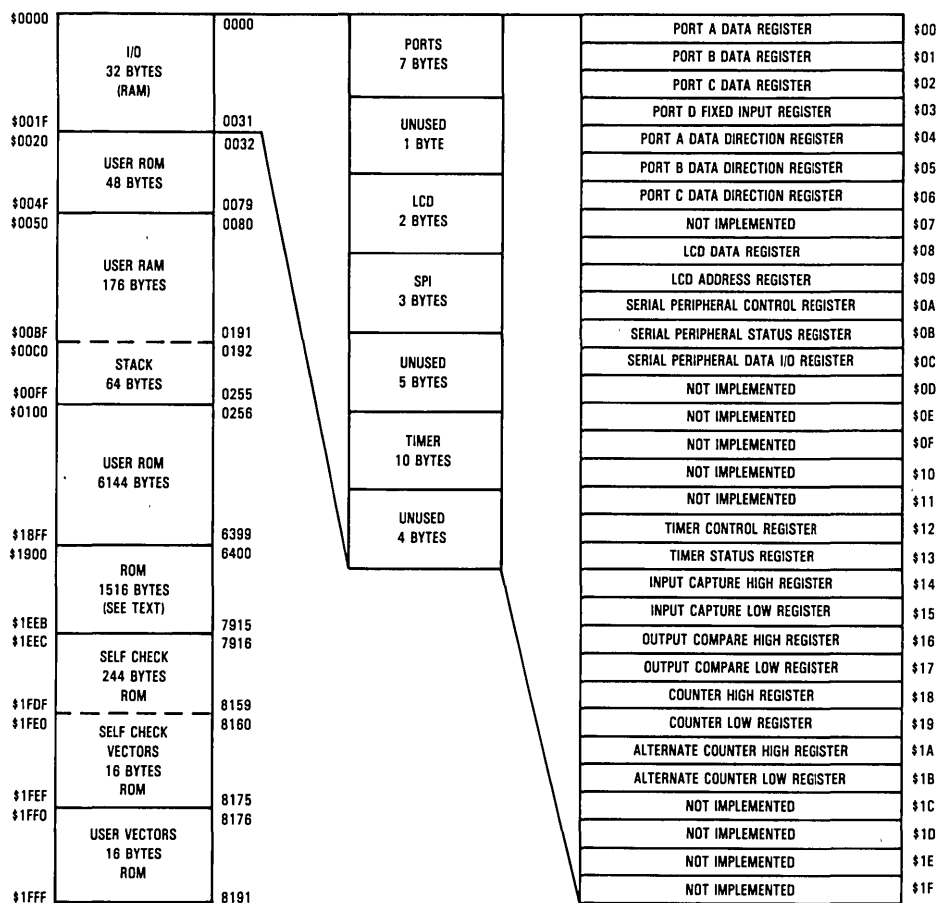 $0000
I/O
32 BYTES
(RAM)
0000
$001F
0031
$0020
0032
USER ROM
48 BYTES
$004F
0079
$0050
0080
USER RAM
176 BYTES
$00BF
0191
$00C0
0192
STACK
64 BYTES
$00FF
0255
$0100
0256
USER ROM
6144 BYTES
$18FF
6399
$1900
6400
ROM
1516 BYTES
(SEE TEXT)
$1EEB
7915
$1EEC
7916
SELF CHECK
244 BYTES
ROM
$1FDF
8159
$1FE0
8160
SELF CHECK
VECTORS
16 BYTES
ROM
$1FEF
8175
$1FF0
8176
USER VECTORS
16 BYTES
ROM
$1FFF
8191
PORTS
7 BYTES
UNUSED
1 BYTE
LCD
2 BYTES
SPI
3 BYTES
UNUSED
5 BYTES
TIMER
10 BYTES
UNUSED
4 BYTES
PORT A DATA REGISTER $00
PORT B DATA REGISTER $01
PORT C DATA REGISTER $02
PORT D FIXED INPUT REGISTER $03
PORT A DATA DIRECTION REGISTER $04
PORT B DATA DIRECTION REGISTER $05
PORT C DATA DIRECTION REGISTER $06
NOT IMPLEMENTED $07
LCD DATA REGISTER $08
LCD ADDRESS REGISTER $09
SERIAL PERIPHERAL CONTROL REGISTER $0A
SERIAL PERIPHERAL STATUS REGISTER $0B
SERIAL PERIPHERAL DATA I/O REGISTER $0C
NOT IMPLEMENTED $0D
NOT IMPLEMENTED $0E
NOT IMPLEMENTED $0F
NOT IMPLEMENTED $10
NOT IMPLEMENTED $11
TIMER CONTROL REGISTER $12
TIMER STATUS REGISTER $13
INPUT CAPTURE HIGH REGISTER $14
INPUT CAPTURE LOW REGISTER $15
OUTPUT COMPARE HIGH REGISTER $16
OUTPUT COMPARE LOW REGISTER $17
COUNTER HIGH REGISTER $18
COUNTER LOW REGISTER $19
ALTERNATE COUNTER HIGH REGISTER $1A
ALTERNATE COUNTER LOW REGISTER $1B
NOT IMPLEMENTED $1C
NOT IMPLEMENTED $1D
NOT IMPLEMENTED $1E
NOT IMPLEMENTED $1F